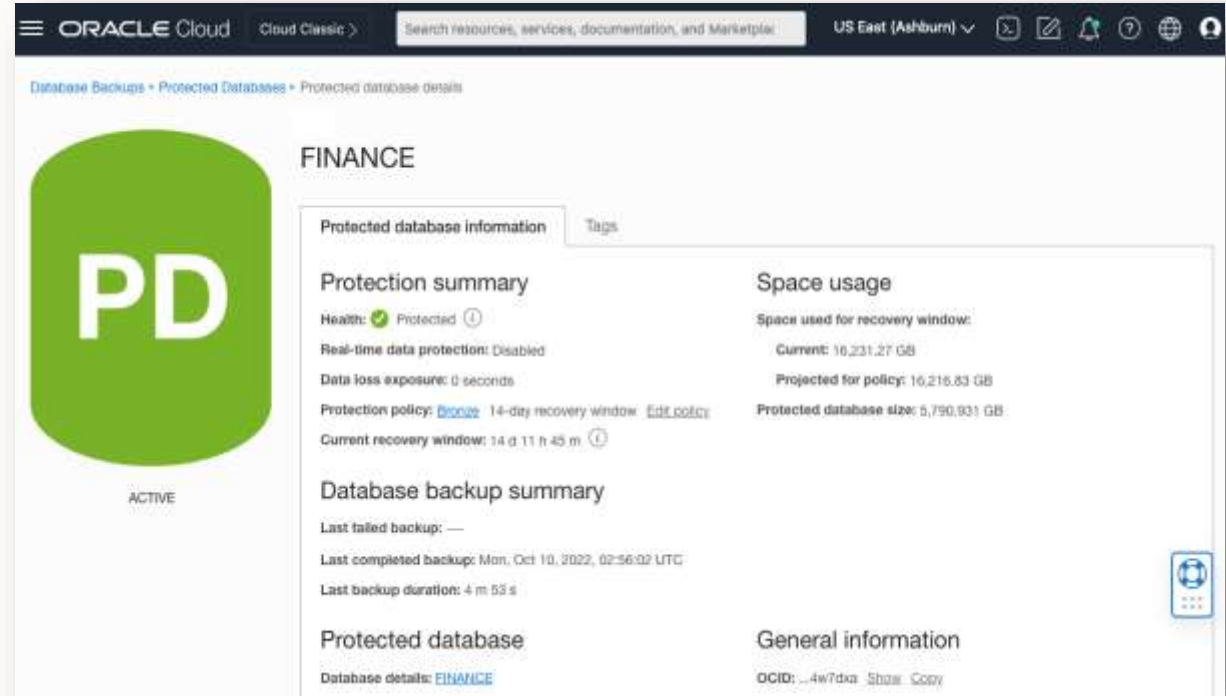 ORACLE Cloud Cloud Classic > Search resources, services, documentation, and Marketplac US East (Ashburn)
Database Backups » Protected Databases » Protected database details
PD
ACTIVE
FINANCE
Protected database information Tags
Protection summary
Health: Protected
Real-time data protection: Disabled
Data loss exposure: 0 seconds
Protection policy: Bronze 14-day recovery window Edit policy
Current recovery window: 14 d 11 h 45 m
Space usage
Space used for recovery window:
Current: 16,231.27 GB
Projected for policy: 16,216.83 GB
Protected database size: 5,790.931 GB
Database backup summary
Last failed backup: —
Last completed backup: Mon, Oct 10, 2022, 02:56:02 UTC
Last backup duration: 4 m 53 s
Protected database
Database details: FINANCE
General information
OCID: ...4w7dxa Show Copy